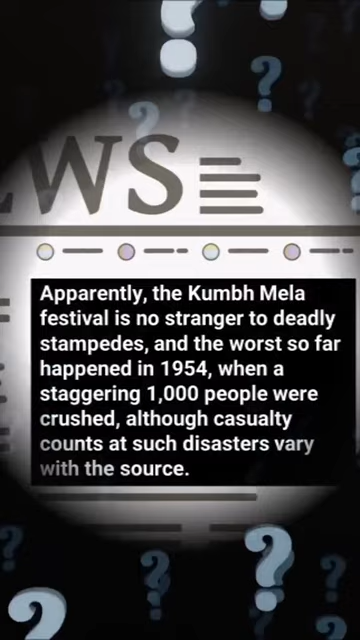 EWS
Apparently, the Kumbh Mela
festival is no stranger to deadly
stampedes, and the worst so far
happened in 1954, when a
staggering 1,000 people were
crushed, although casualty
counts at such disasters vary
with the source.